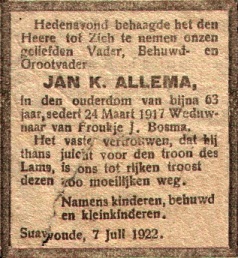 Hedenavond behaagde het den
Heere tot Zich te nemen onzen
geliefden Vader, Behuwd- en
Grootvader
JAN K. ALLEMA,
in den ouderdom van bijna 63
jaar, sedert 24 Maart 1917 Weduw-
naar van Froukje J. Bosma.
Het vaste vertrouwen, dat hij
thans juicht voor den troon des
Lams, is ons tot rijken troost
dezen zoo moeilijken weg.
Namens kinderen, behuwd
en kleinkinderen.
Suawoude, 7 Juli 1922.